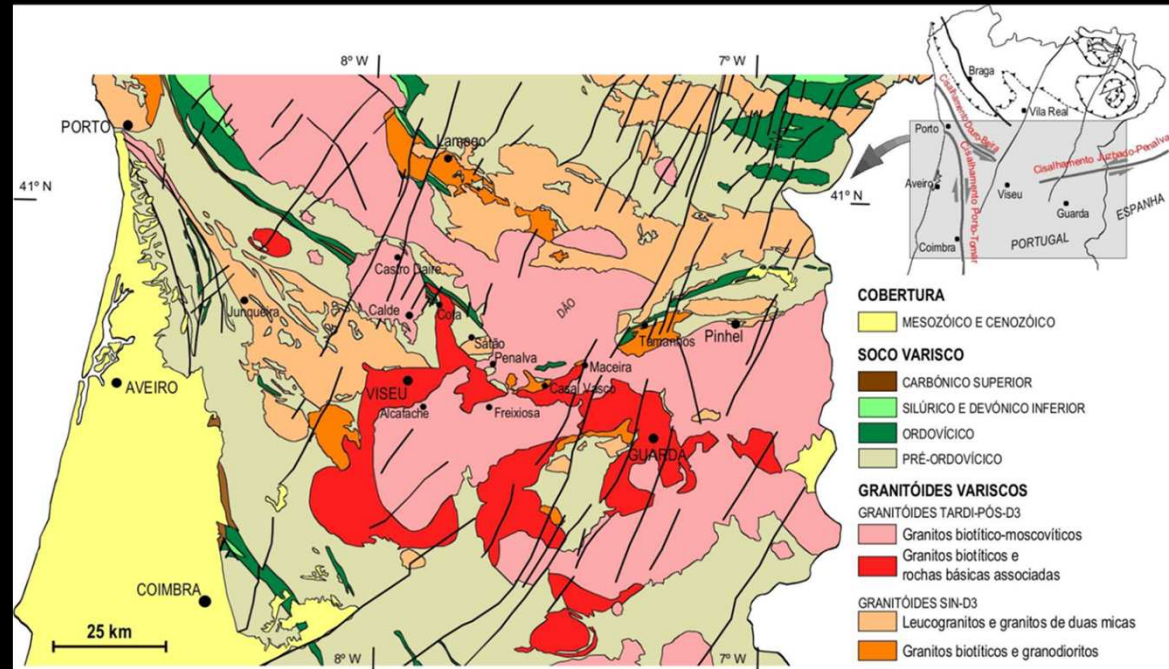 8º W
7º W
PORTO
Lamego
41º N
41º N
Castro Daire
DÃO
Junqueira
Calde
Cota
Sátão
Tamanhos
Pinhel
Penalva
Maceira
AVEIRO
VISEU
Casal Vasco
Alcafache
Freixiosa
GUARDA
COIMBRA
25 km
8º W
7º W
Braga
Vila Real
Porto
Cisalhamento Douro-Beira
Cisalhamento Juzbado-Penalva
Cisalhamento Porto-Tomar
Aveiro
Viseu
Guarda
ESPANHA
Coimbra
PORTUGAL
COBERTURA
MESOZÓICO E CENOZÓICO
SOCO VARISCO
CARBÓNICO SUPERIOR
SILÚRICO E DEVÓNICO INFERIOR
ORDOVÍCICO
PRÉ-ORDOVÍCICO
GRANITÓIDES VARISCOS
GRANITÓIDES TARDI-PÓS-D3
Granitos biotítico-moscovíticos
Granitos biotíticos e
rochas básicas associadas
GRANITÓIDES SIN-D3
Leucogranitos e granitos de duas micas
Granitos biotíticos e granodioritos